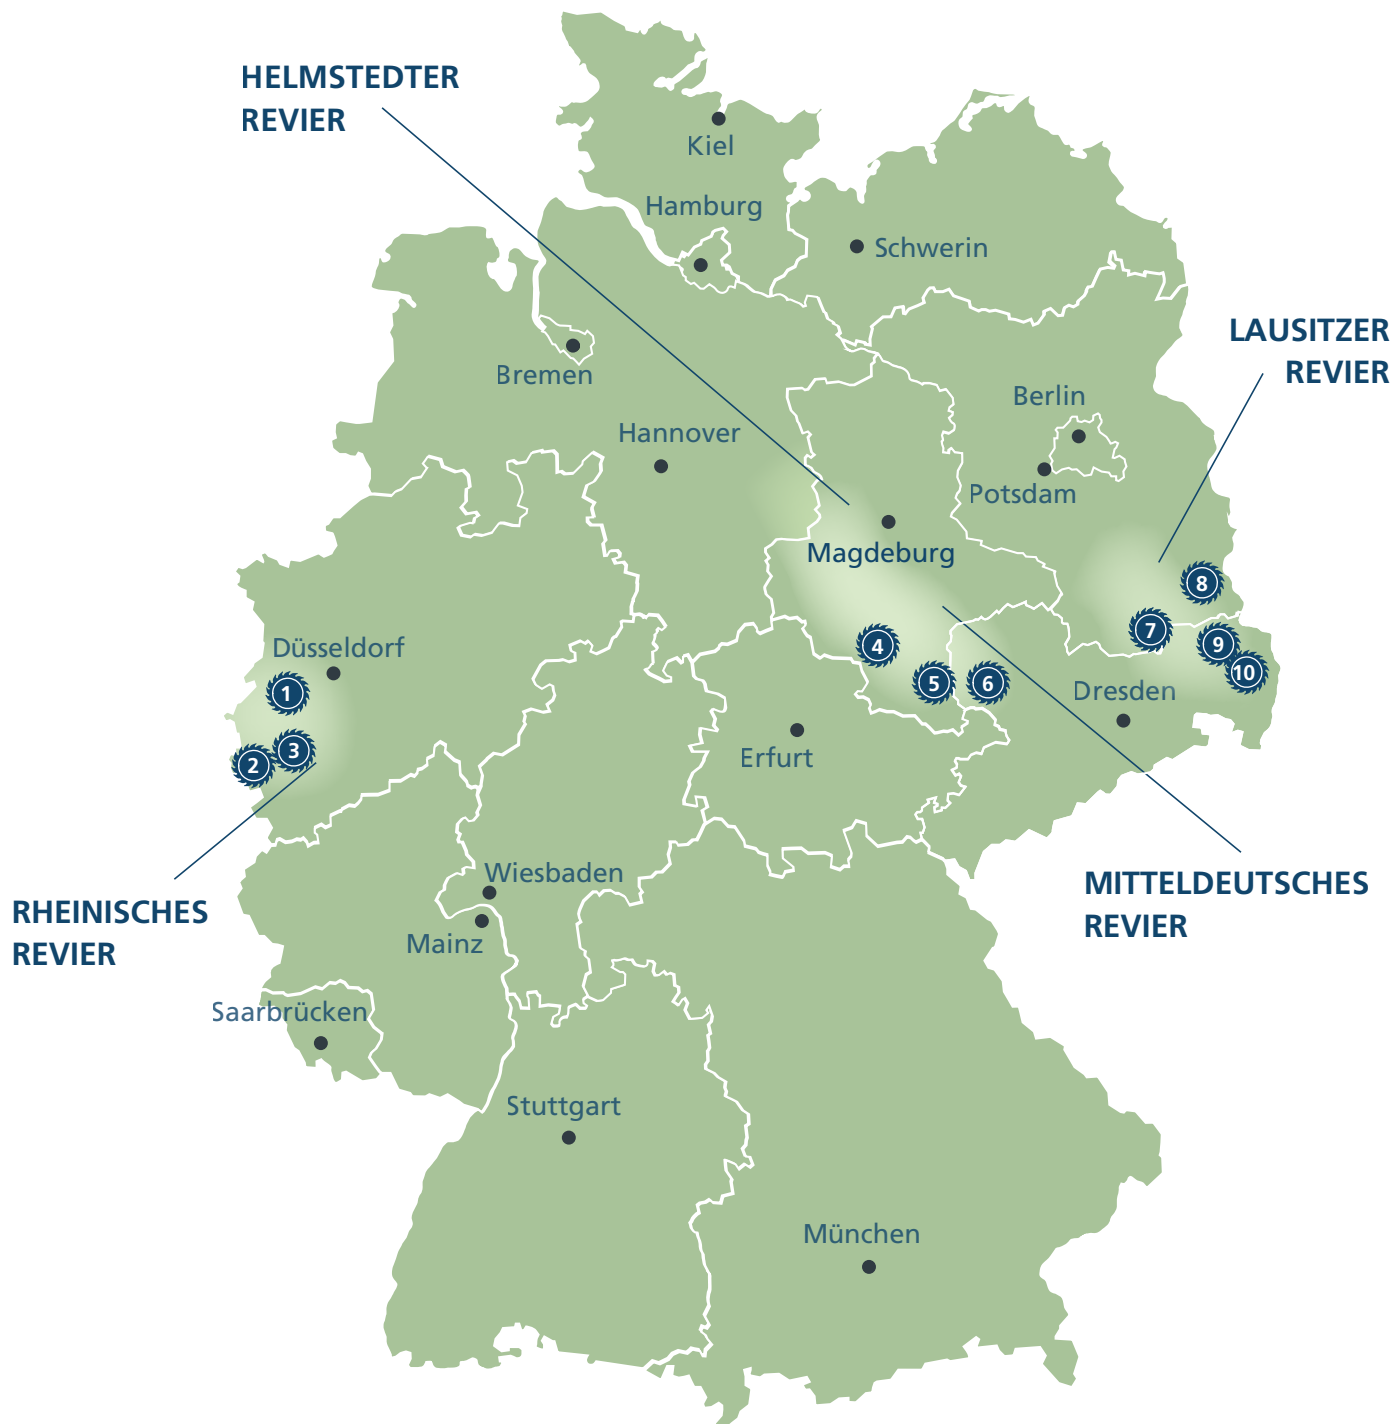 HELMSTEDTER
REVIER
Kiel
Hamburg
Schwerin
LAUSITZER
REVIER
Bremen
Berlin
Hannover
Potsdam
Magdeburg
8
7
9
10
4
5
6
Düsseldorf
1
2
3
Dresden
Erfurt
Wiesbaden
Mainz
RHEINISCHES
REVIER
MITTELDEUTSCHES
REVIER
Saarbrücken
Stuttgart
München